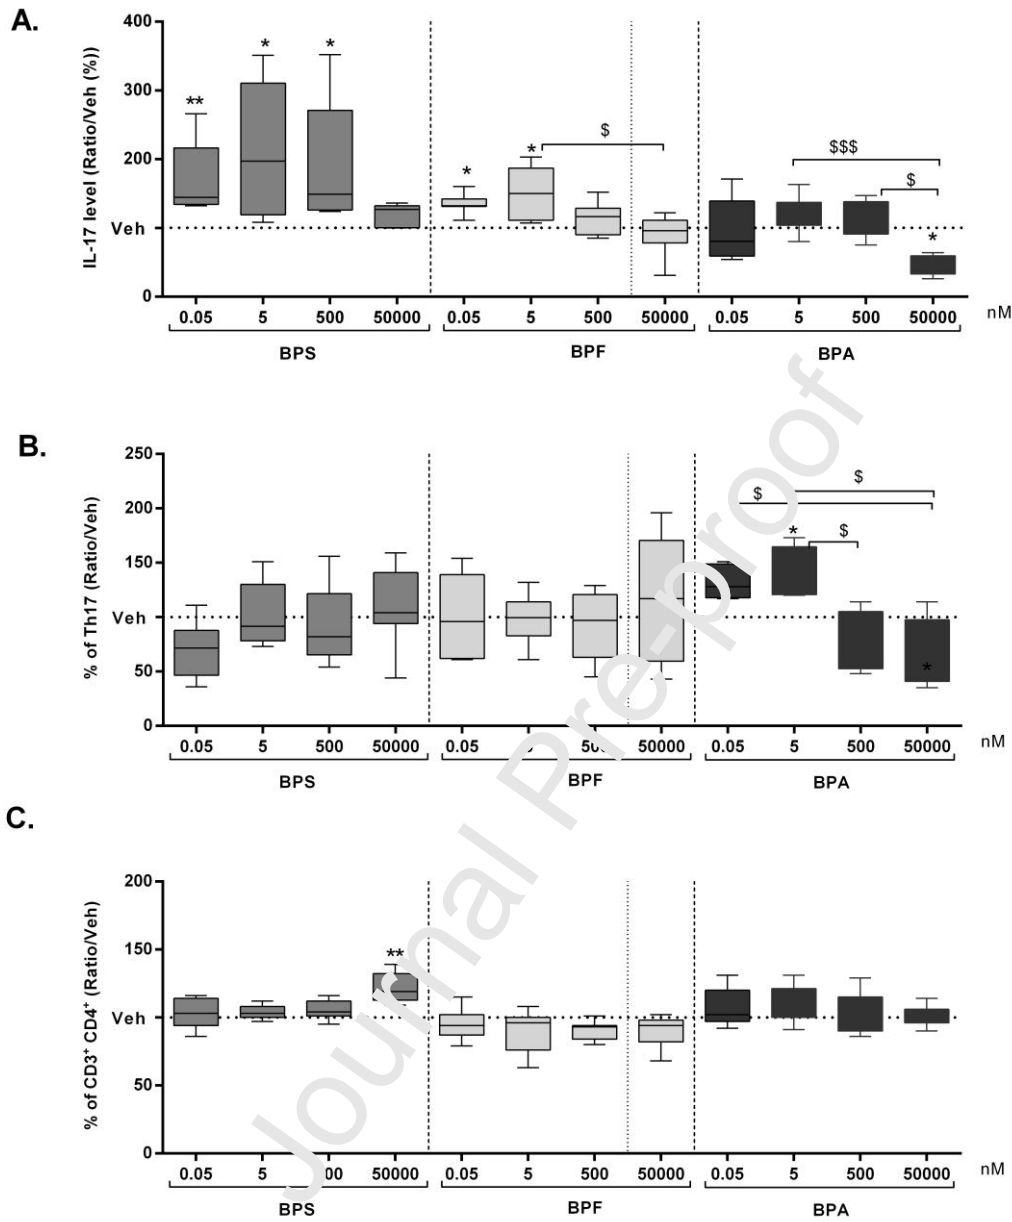 A.
IL-17 level (Ratio/Veh (%))
400
300
200
Veh
0
**
*
*
*
*
$
$$$
$
*
0.05 5 500 50000 0.05 5 500 50000 0.05 5 500 50000 nM
BPS BPF BPA
B.
% of Th17 (Ratio/Veh)
250
200
150
Veh
50
0
$
$
*
$
*
0.05 5 500 50000 0.05 500 50000 0.05 5 500 50000 nM
BPS BPF BPA
C.
% of CD3⁺ CD4⁺ (Ratio/Veh)
200
150
Veh
50
0
**
0.05 5 500 50000 0.05 5 500 50000 0.05 5 500 50000 nM
BPS BPF BPA
Journal Pre-proof